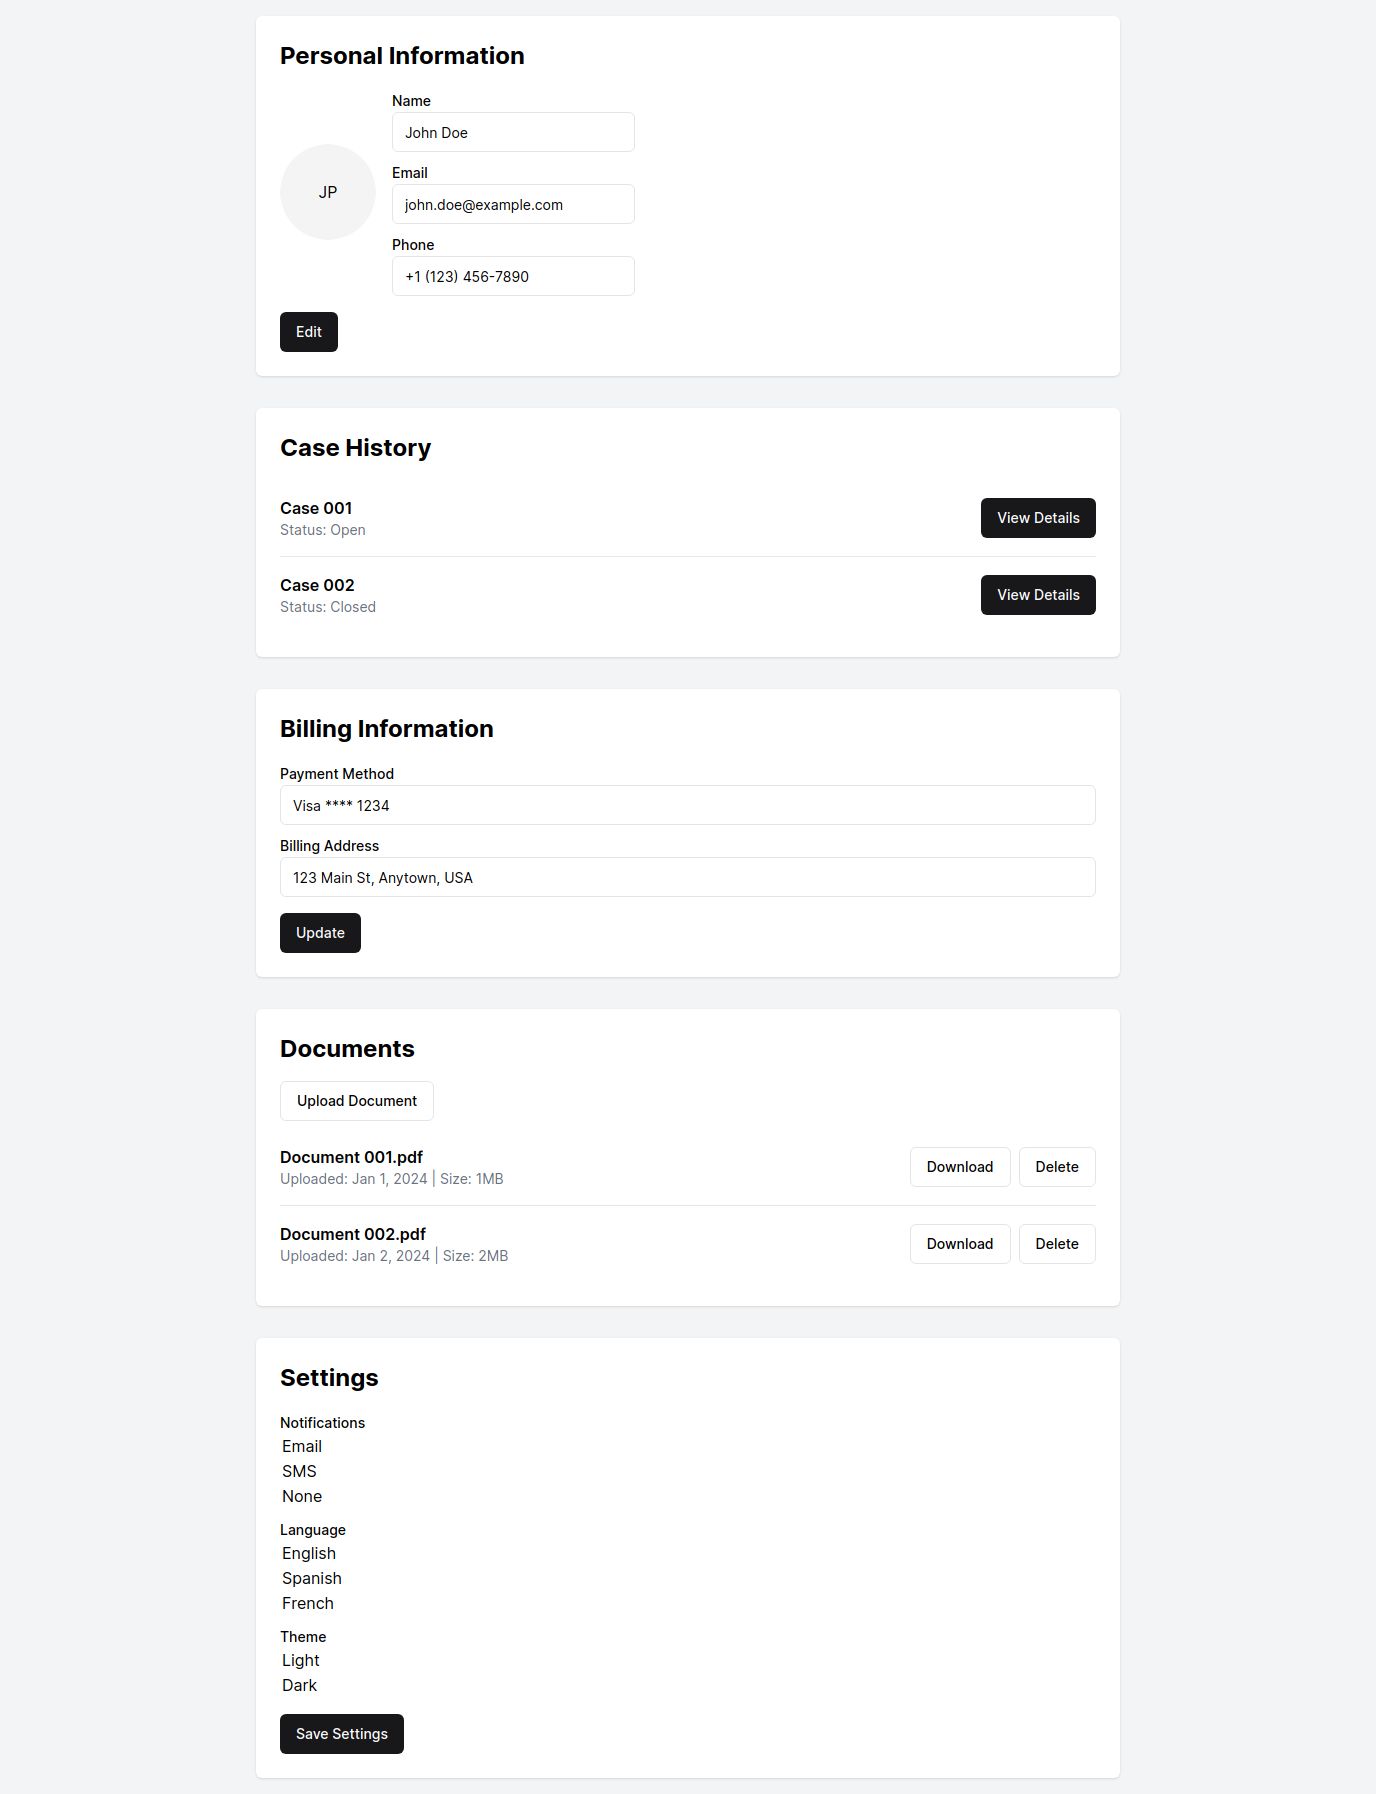 Personal Information
Name
John Doe
JP
Email
john.doe@example.com
Phone
+1 (123) 456-7890
Edit
Case History
Case 001
Status: Open
View Details
Case 002
Status: Closed
View Details
Billing Information
Payment Method
Visa **** 1234
Billing Address
123 Main St, Anytown, USA
Update
Documents
Upload Document
Document 001.pdf
Uploaded: Jan 1, 2024 | Size: 1MB
Download
Delete
Document 002.pdf
Uploaded: Jan 2, 2024 | Size: 2MB
Download
Delete
Settings
Notifications
Email
SMS
None
Language
English
Spanish
French
Theme
Light
Dark
Save Settings